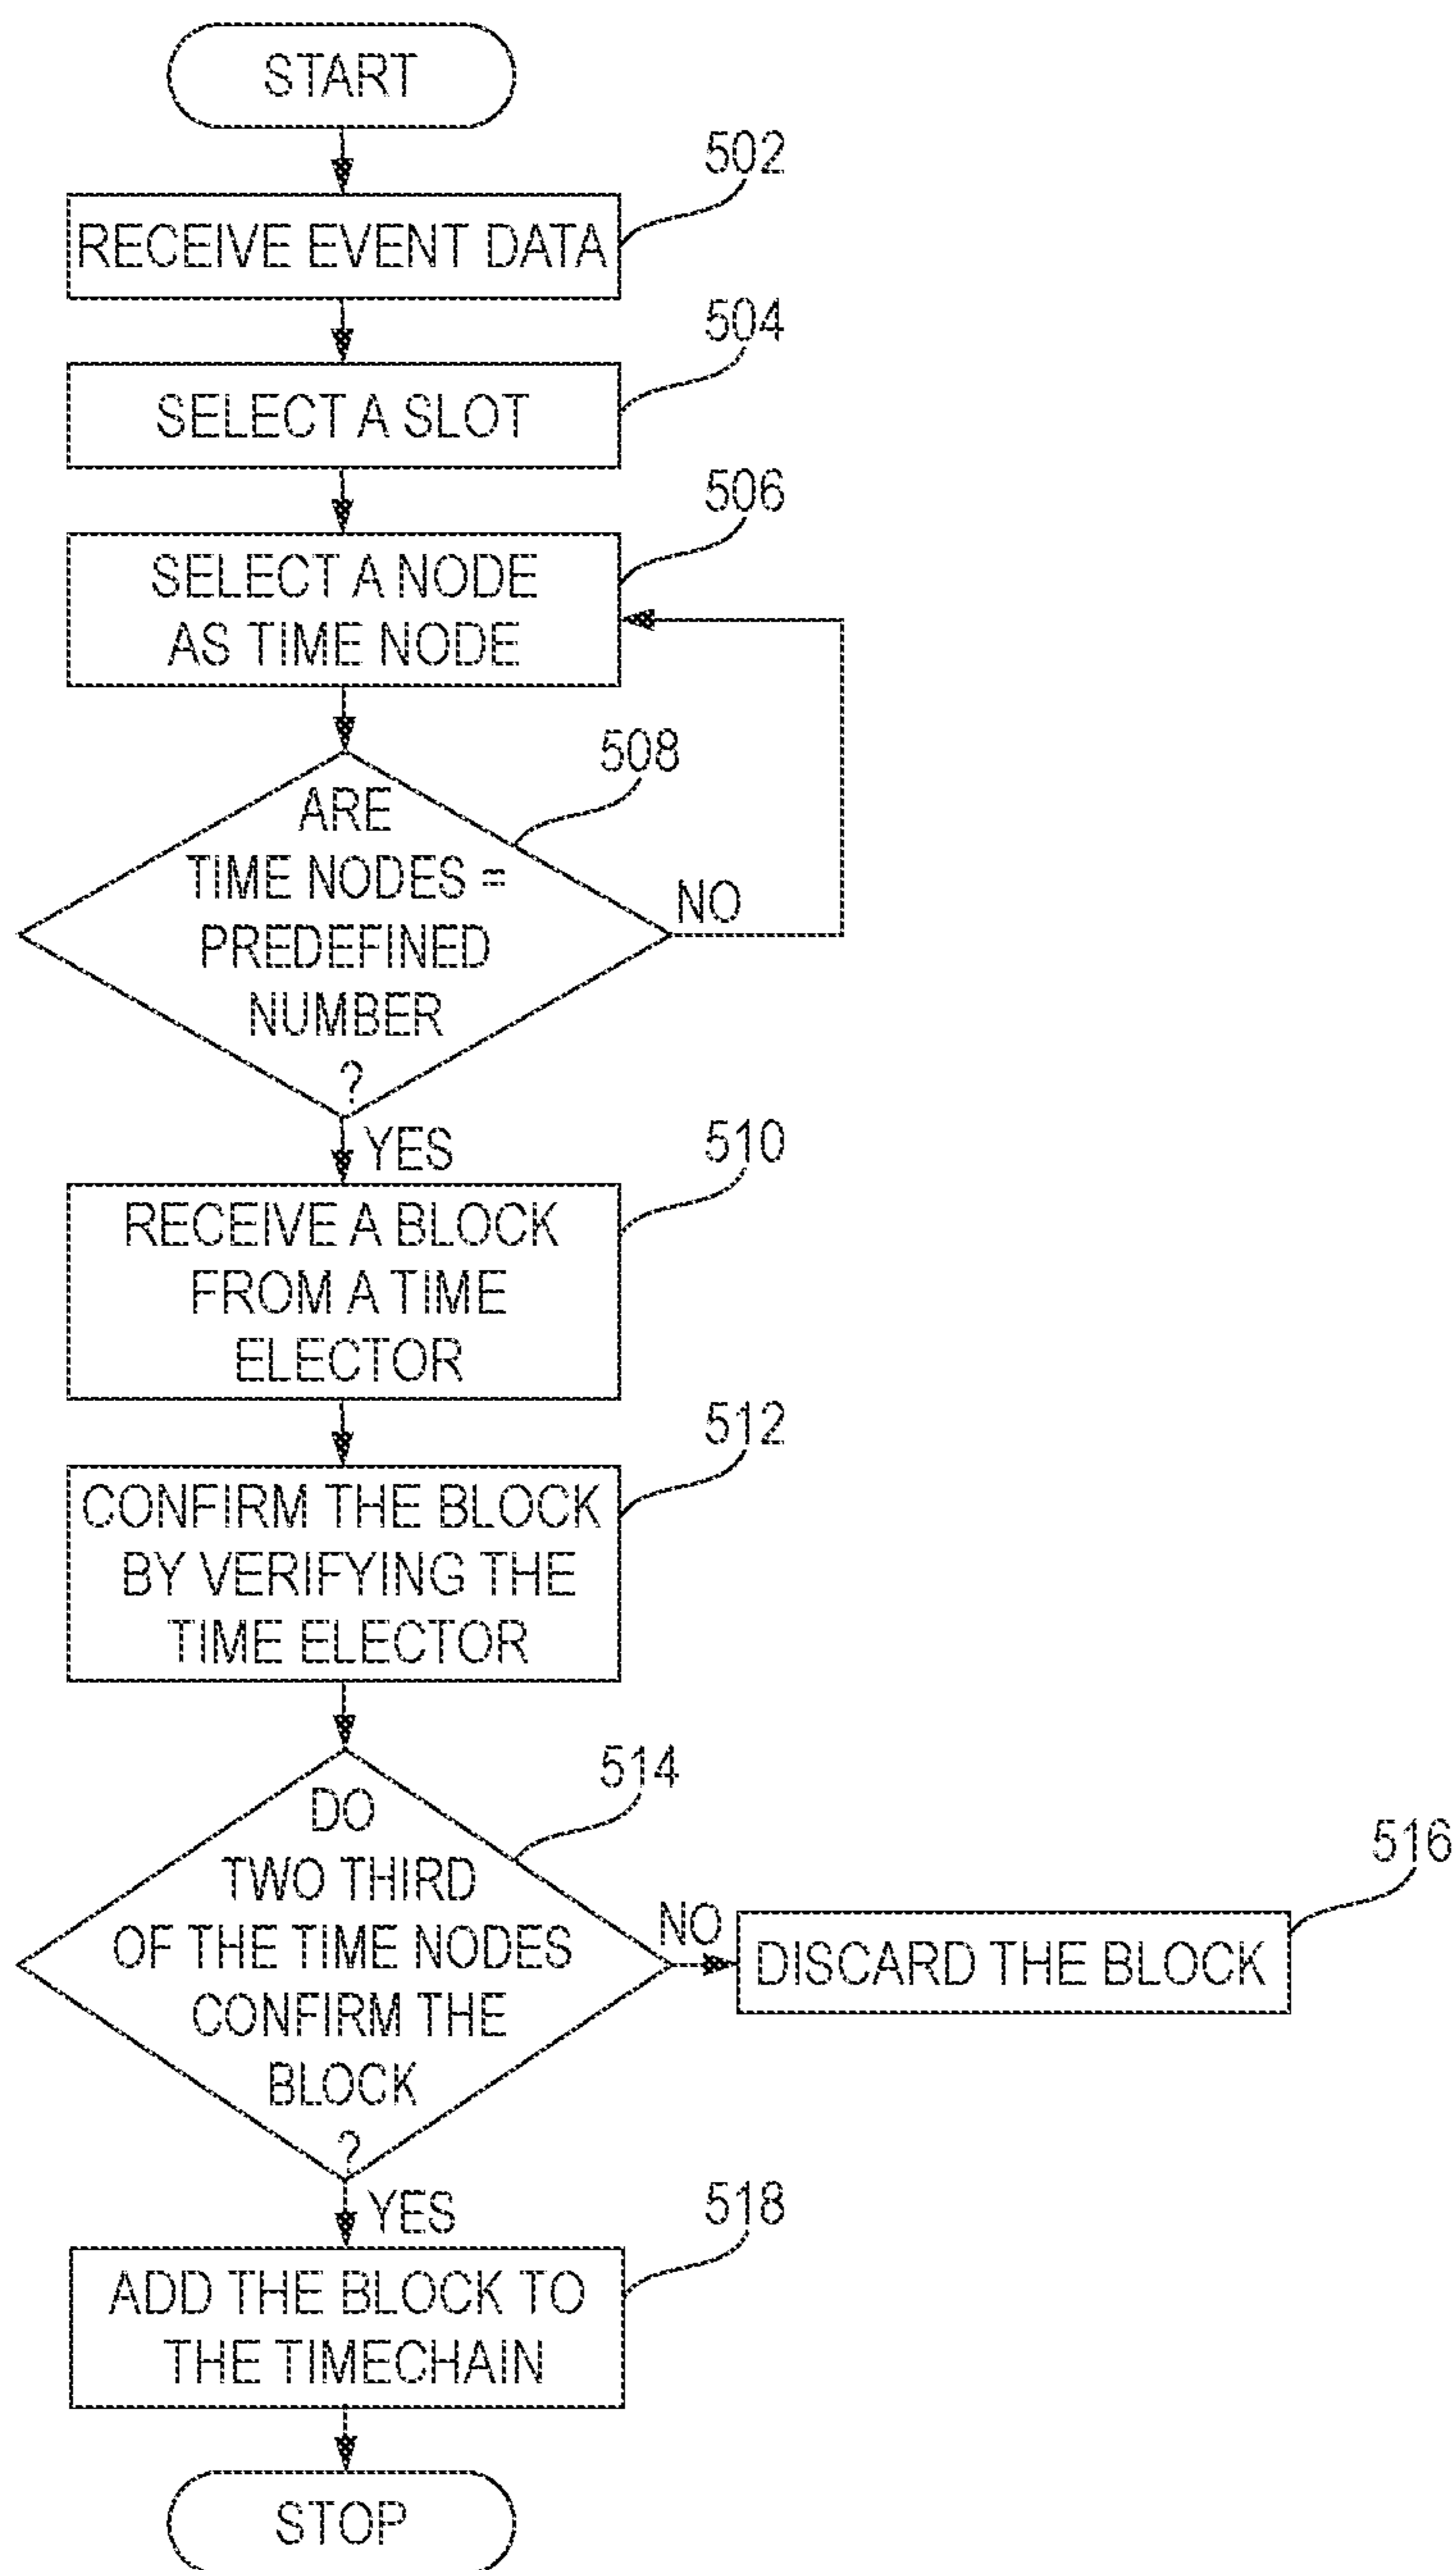 START
502
RECEIVE EVENT DATA
504
SELECT A SLOT
506
SELECT A NODE
AS TIME NODE
508
ARE
TIME NODES =
PREDEFINED
NUMBER
?
NO
YES
510
RECEIVE A BLOCK
FROM A TIME
ELECTOR
512
CONFIRM THE BLOCK
BY VERIFYING THE
TIME ELECTOR
514
DO
TWO THIRD
OF THE TIME NODES
CONFIRM THE
BLOCK
?
NO
516
DISCARD THE BLOCK
YES
518
ADD THE BLOCK TO
THE TIMECHAIN
STOP